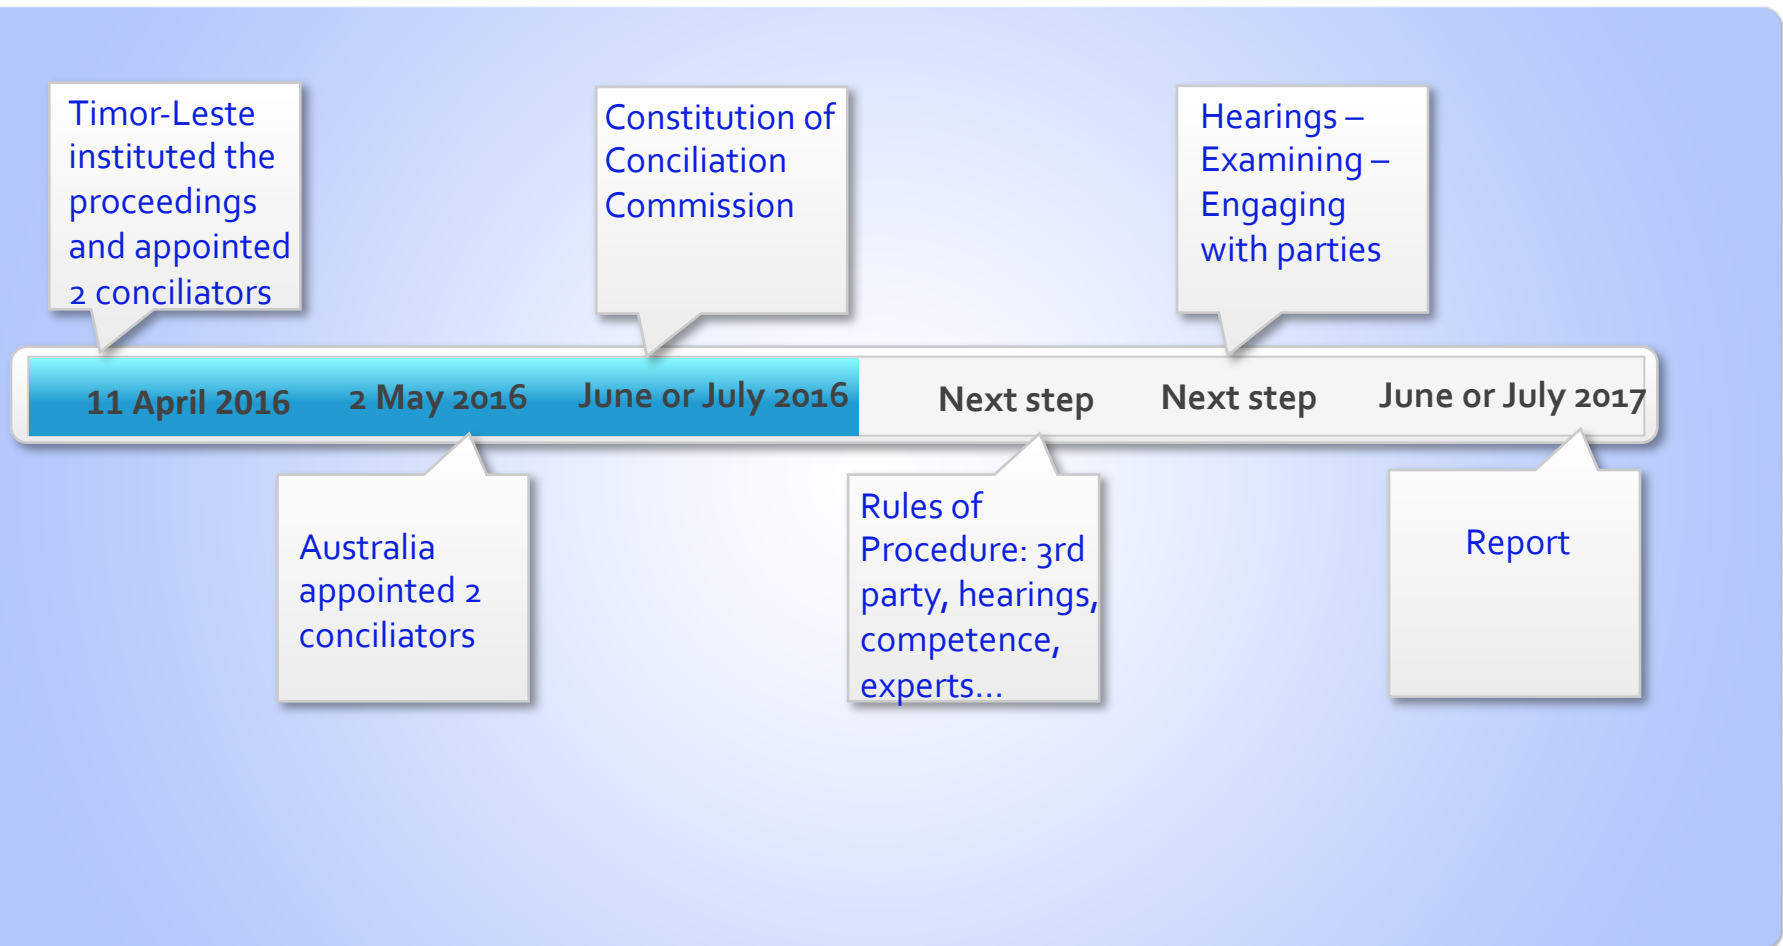 Timor-Leste
instituted the
proceedings
and appointed
2 conciliators
Constitution of
Conciliation
Commission
Hearings –
Examining –
Engaging
with parties
11 April 2016
2 May 2016
June or July 2016
Next step
Next step
June or July 2017
Australia
appointed 2
conciliators
Rules of
Procedure: 3rd
party, hearings,
competence,
experts…
Report